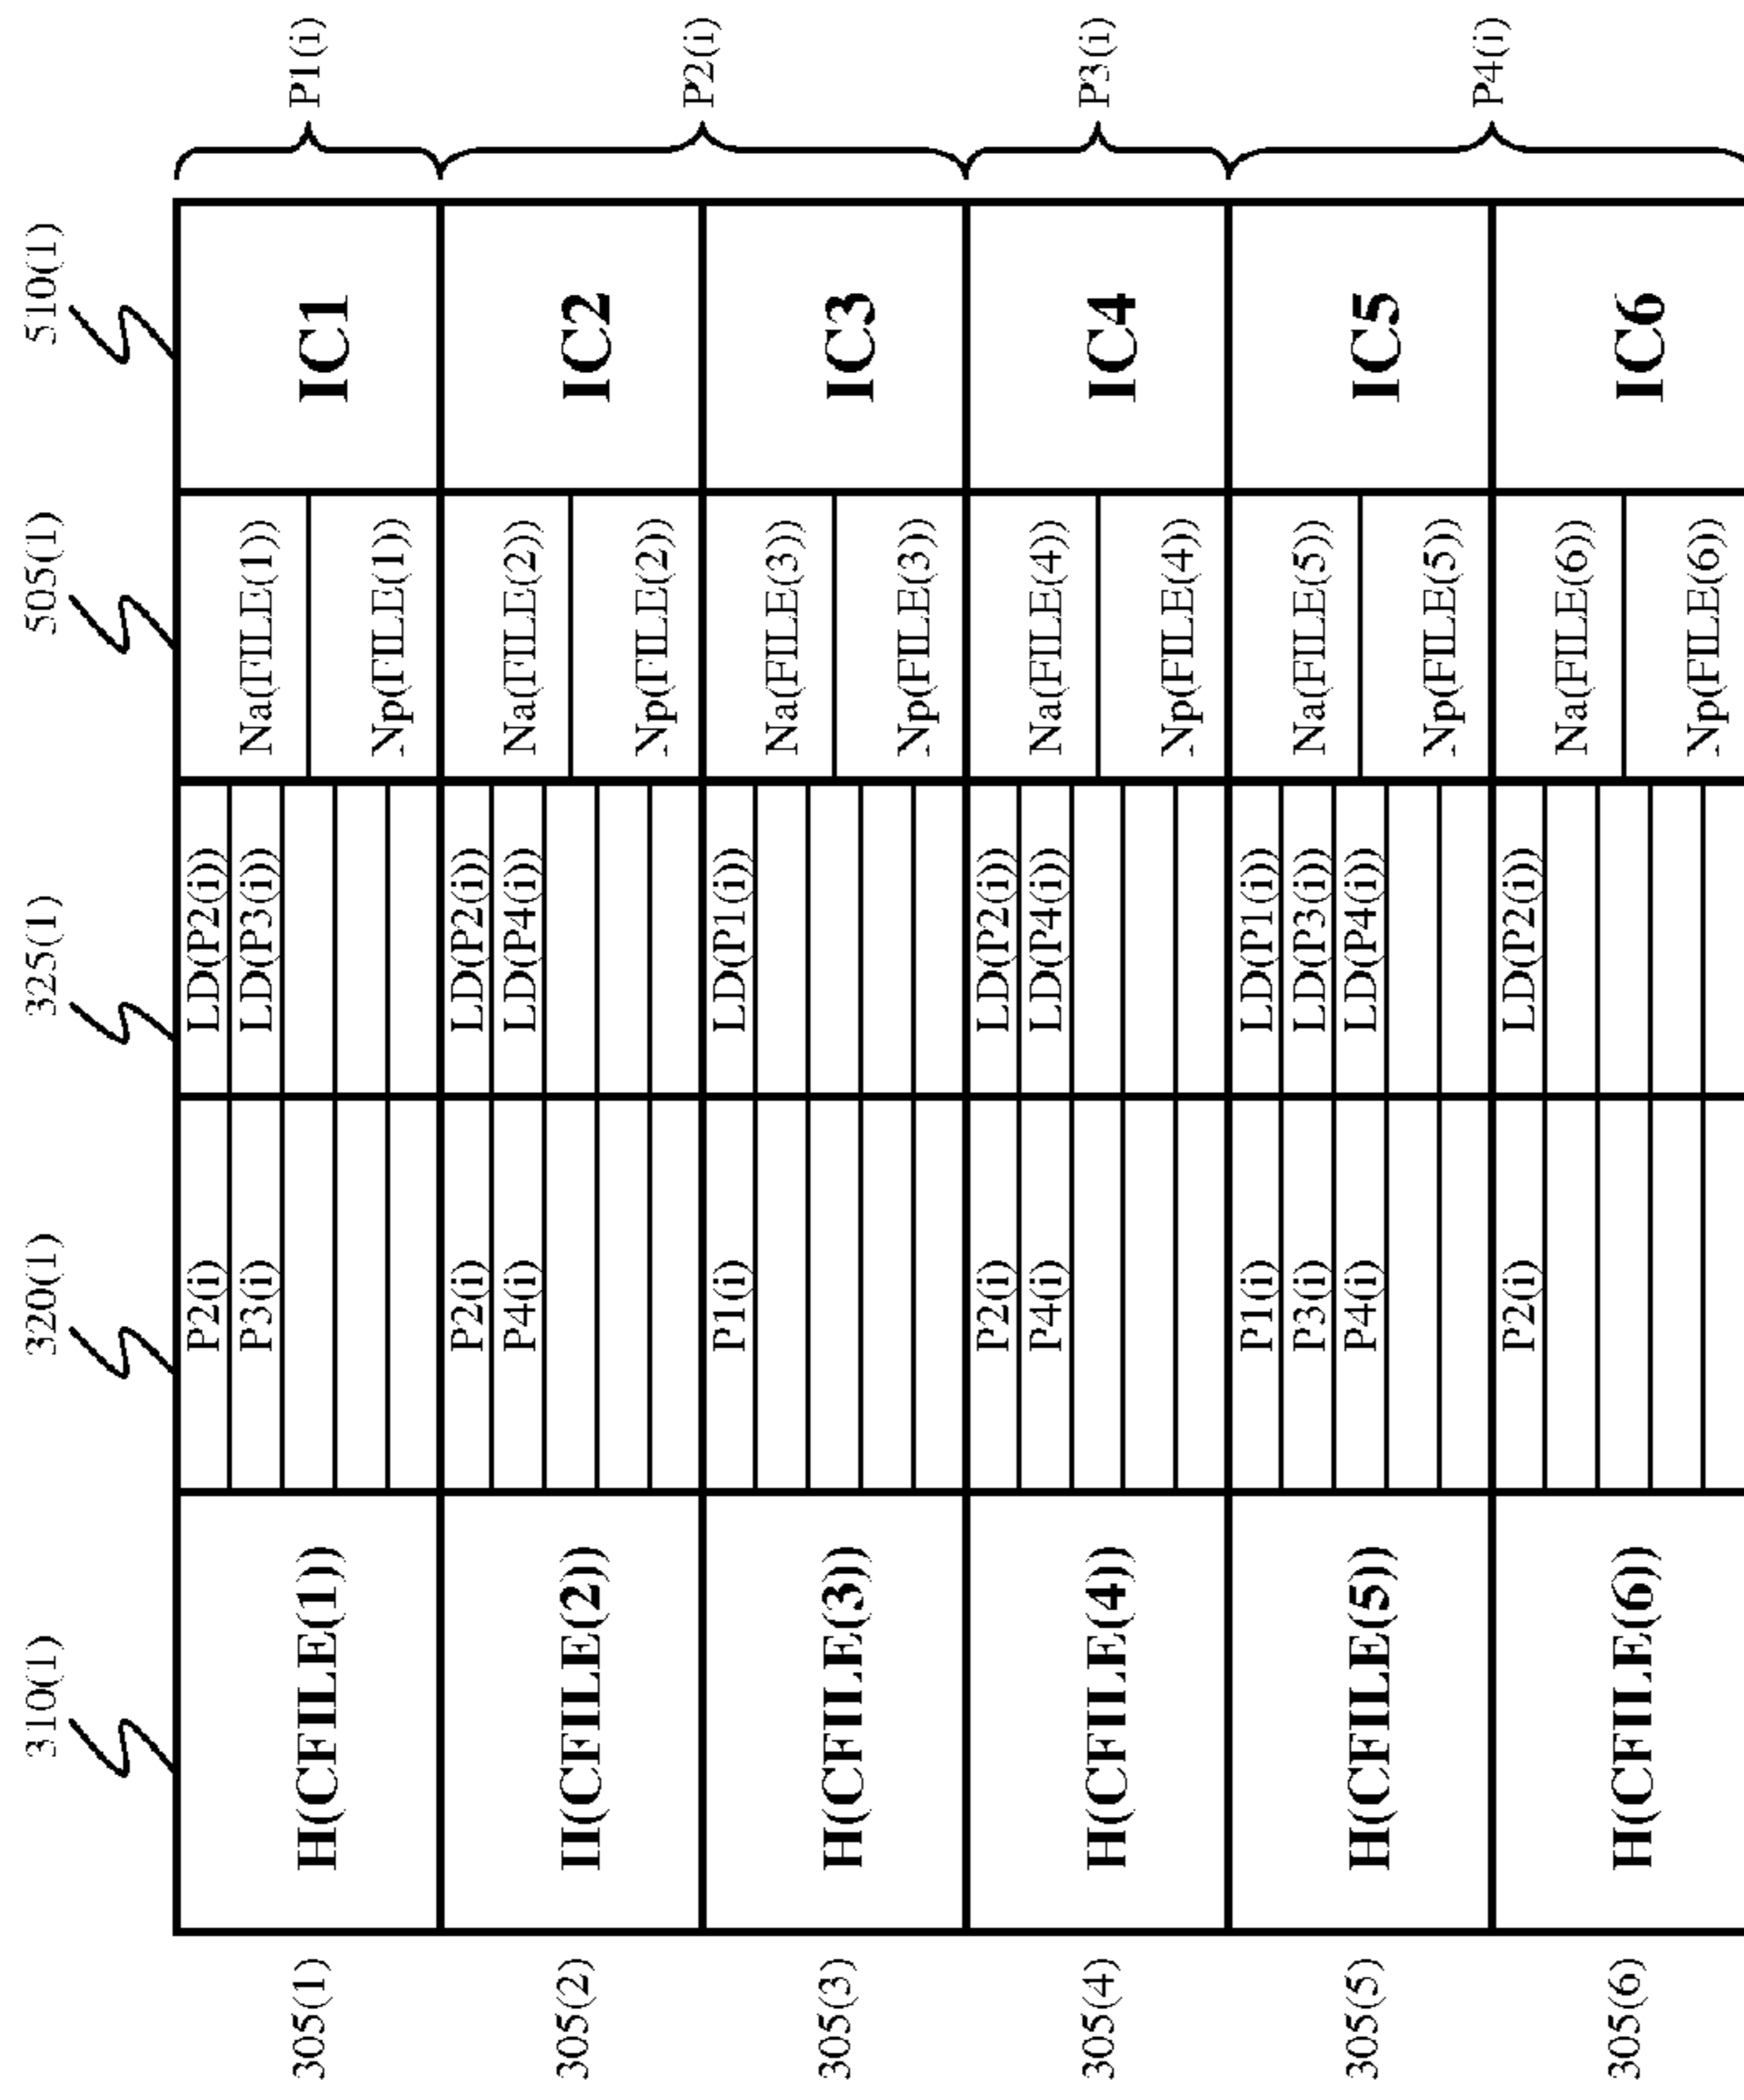 310(1) 320(1) 325(1) 505(1) 510(1)
305(1) H(CFILE(1)) P2(i) LD(P2(i)) Na(FILE(1)) IC1 P1(i)
P3(i) LD(P3(i))
Np(FILE(1))
305(2) H(CFILE(2)) P2(i) LD(P2(i)) Na(FILE(2)) IC2 P2(i)
P4(i) LD(P4(i))
Np(FILE(2))
305(3) H(CFILE(3)) P1(i) LD(P1(i)) Na(FILE(3)) IC3
Np(FILE(3))
305(4) H(CFILE(4)) P2(i) LD(P2(i)) Na(FILE(4)) IC4 P3(i)
P4(i) LD(P4(i))
Np(FILE(4))
305(5) H(CFILE(5)) P1(i) LD(P1(i)) Na(FILE(5)) IC5 P4(i)
P3(i) LD(P3(i))
P4(i) LD(P4(i))
Np(FILE(5))
305(6) H(CFILE(6)) P2(i) LD(P2(i)) Na(FILE(6)) IC6
Np(FILE(6))